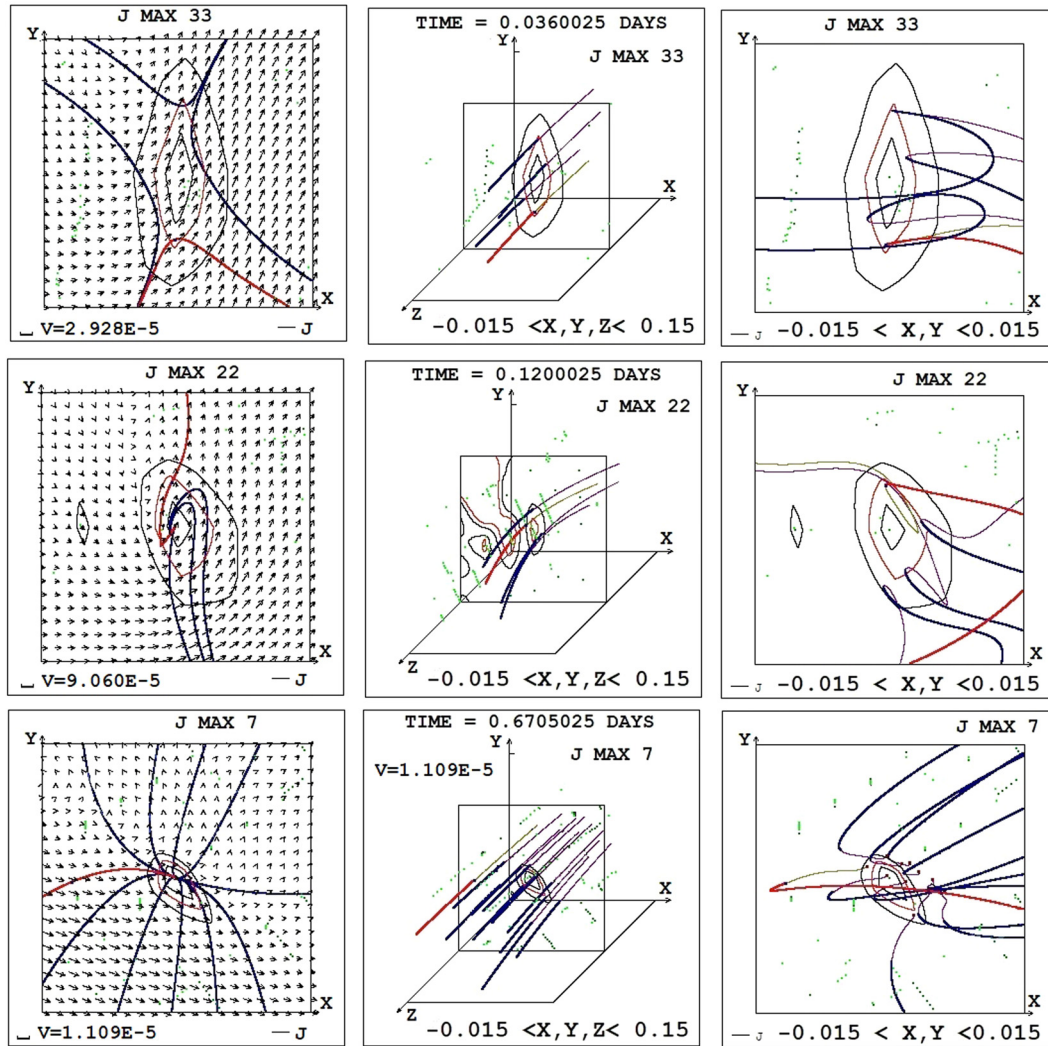 J MAX 33
Y
X
V=2.928E-5
J
TIME = 0.0360025 DAYS
Y
J MAX 33
X
Z
-0.015 <X,Y,Z< 0.15
J MAX 33
Y
X
J -0.015 < X,Y <0.015
J MAX 22
Y
X
V=9.060E-5
J
TIME = 0.1200025 DAYS
Y
J MAX 22
X
Z
-0.015 <X,Y,Z< 0.15
J MAX 22
Y
X
J -0.015 < X,Y <0.015
J MAX 7
Y
X
V=1.109E-5
J
TIME = 0.6705025 DAYS
Y
J MAX 7
V=1.109E-5
X
Z
-0.015 <X,Y,Z< 0.15
J MAX 7
Y
X
J -0.015 < X,Y <0.015